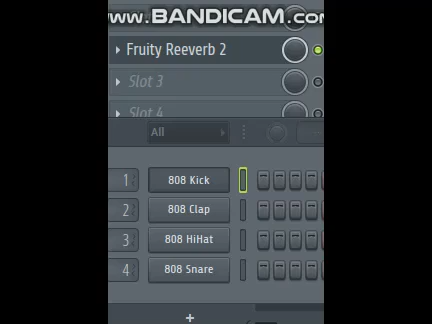 www.BANDICAM.com
Fruity Reeverb 2
Slot 3
Slot 4
All
1 808 Kick
2 808 Clap
3 808 HiHat
4 808 Snare
+